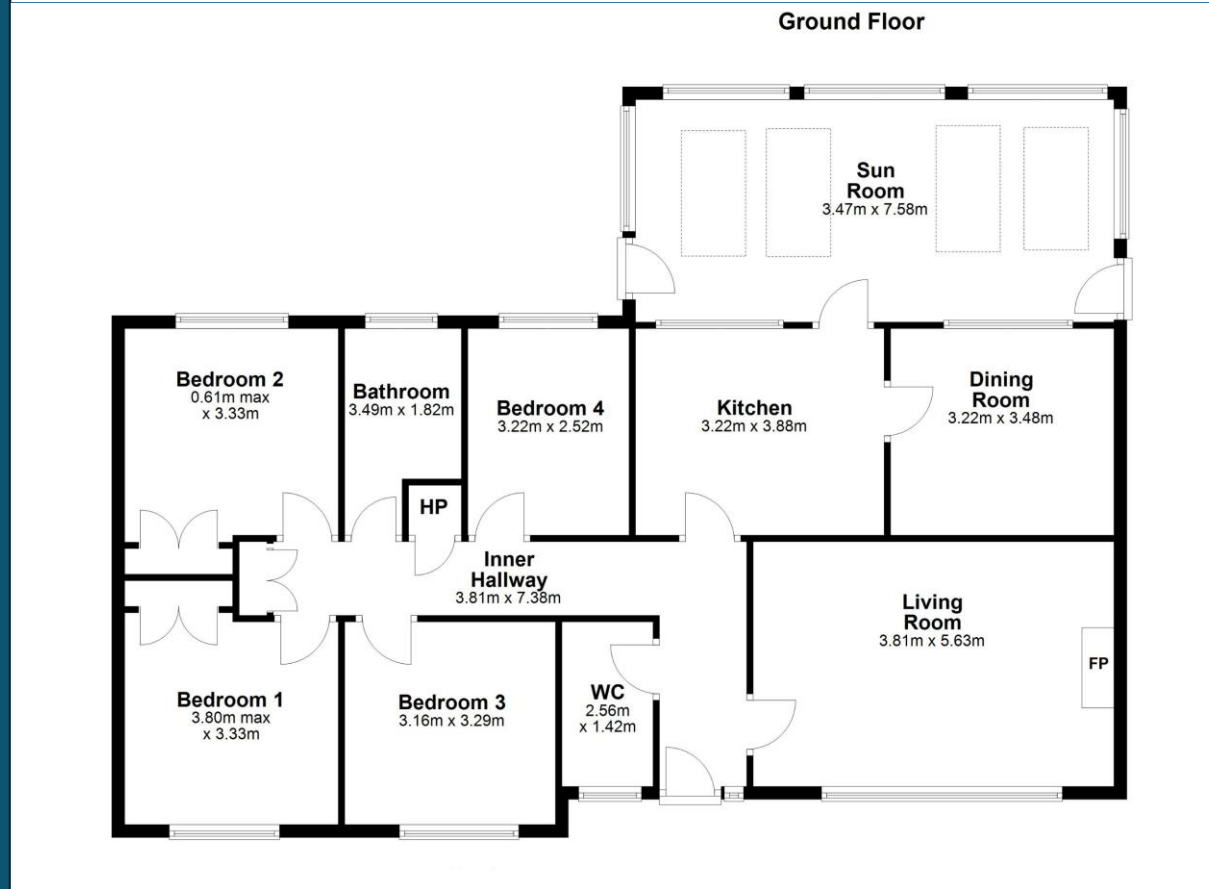 Ground Floor
Sun
Room
3.47m x 7.58m
Bedroom 2
0.61m max
x 3.33m
Bathroom
3.49m x 1.82m
Bedroom 4
3.22m x 2.52m
Kitchen
3.22m x 3.88m
Dining
Room
3.22m x 3.48m
HP
Inner
Hallway
3.81m x 7.38m
Living
Room
3.81m x 5.63m
FP
Bedroom 1
3.80m max
x 3.33m
Bedroom 3
3.16m x 3.29m
WC
2.56m
x 1.42m